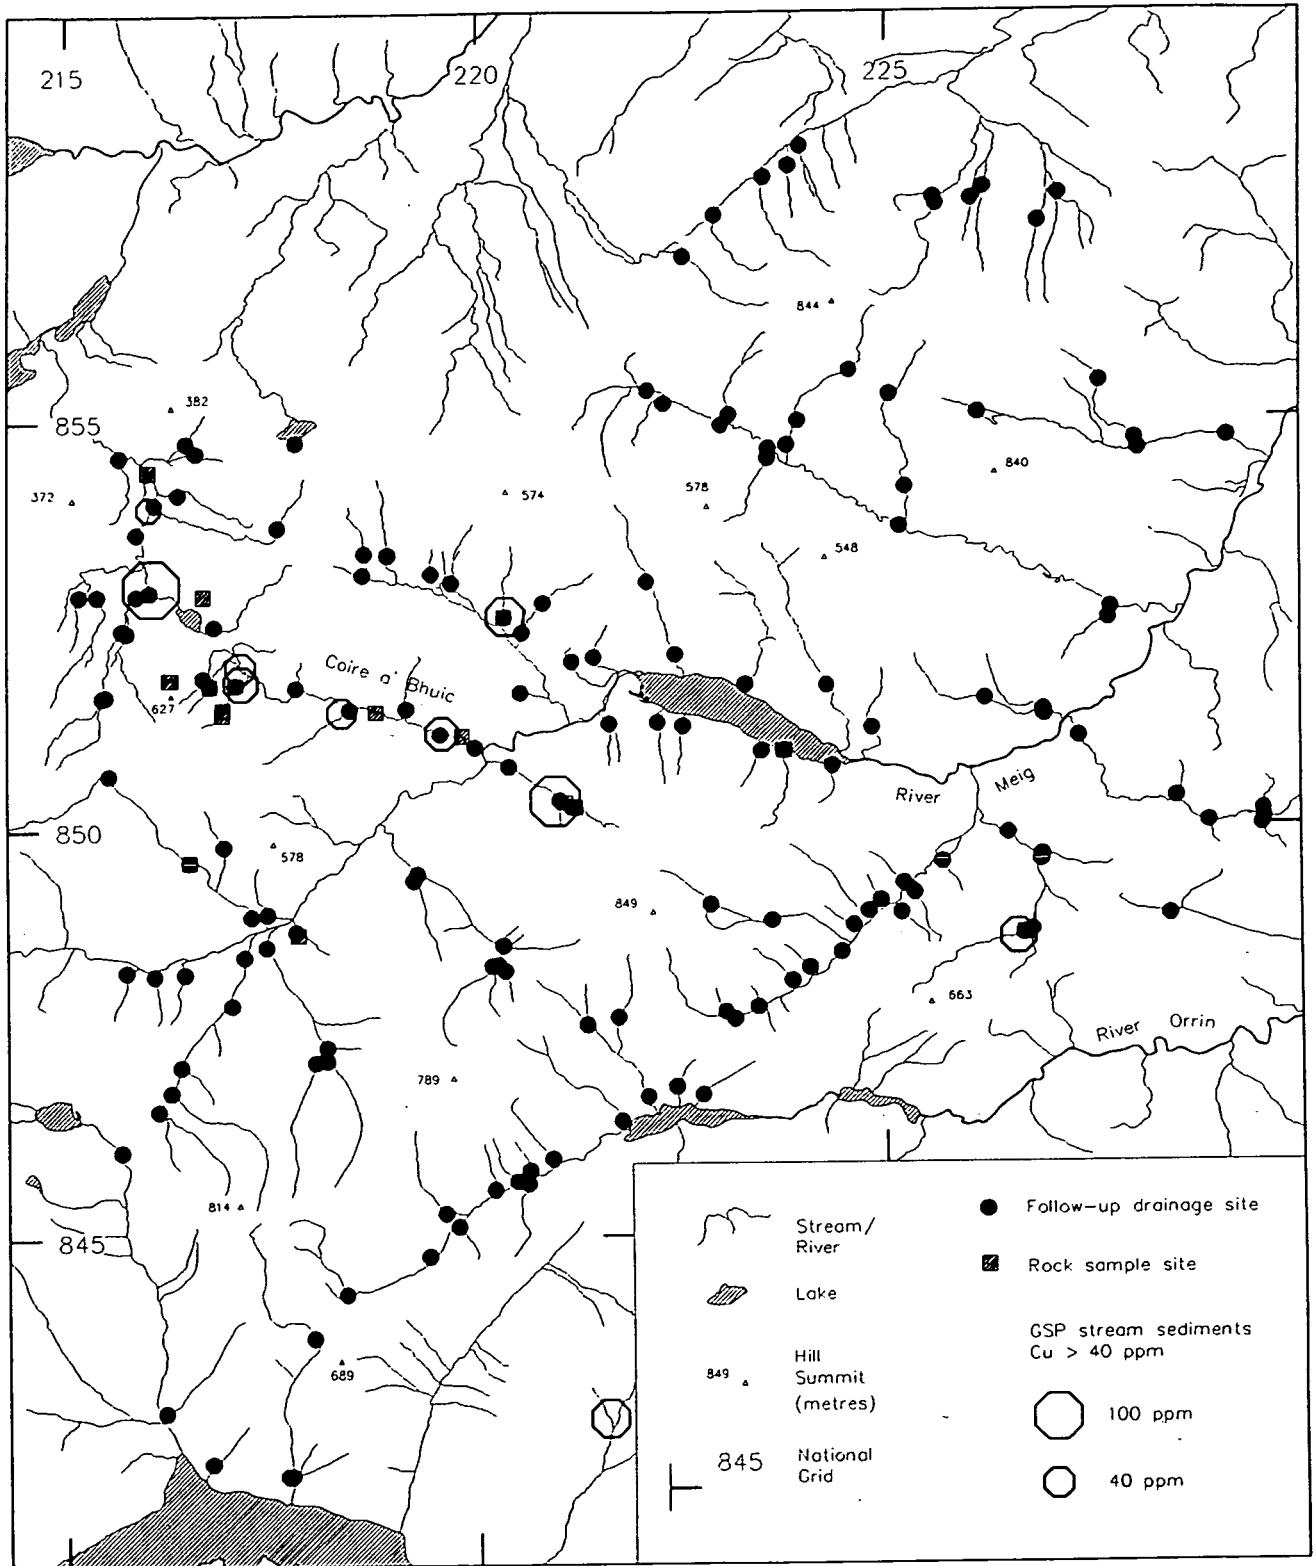 215
220
225
844
382
855
372
574
578
840
548
Coire a' Bhuic
627
River Meig
850
578
849
663
River Orrin
789
814
845
689
Stream/
River
Lake
849
Hill
Summit
(metres)
845
National
Grid
Follow-up drainage site
Rock sample site
GSP stream sediments
Cu > 40 ppm
100 ppm
40 ppm